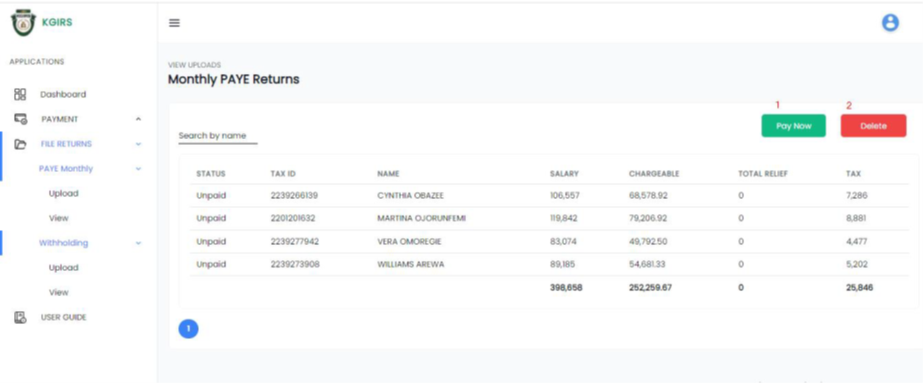 KGIRS
APPLICATIONS
Dashboard
PAYMENT
FILE RETURNS
PAYE Monthly
Upload
View
Withholding
Upload
View
USER GUIDE
VIEW UPLOADS
Monthly PAYE Returns
1 2
Pay Now Delete
Search by name
STATUS TAX ID NAME SALARY CHARGEABLE TOTAL RELIEF TAX
Unpaid 2239266139 CYNTHIA OBAZEE 106,557 68,578.92 0 7,286
Unpaid 2201201632 MARTINA OJORUNFEMI 119,842 79,206.92 0 8,881
Unpaid 2239277942 VERA OMOREGIE 83,074 49,792.50 0 4,477
Unpaid 2239273908 WILLIAMS AREWA 89,185 54,681.33 0 5,202
398,658 252,259.67 0 25,846
1